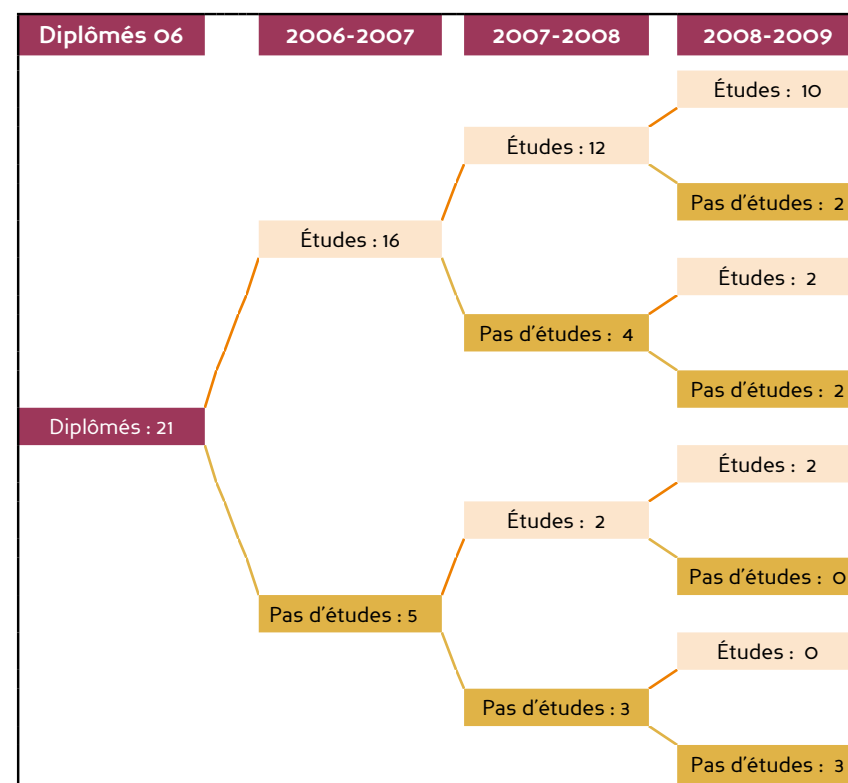 Diplômés 06 2006-2007 2007-2008 2008-2009
Études : 10
Études : 12
Pas d'études : 2
Études : 16
Études : 2
Pas d'études : 4
Pas d'études : 2
Diplômés : 21
Études : 2
Études : 2
Pas d'études : 0
Pas d'études : 5
Études : 0
Pas d'études : 3
Pas d'études : 3